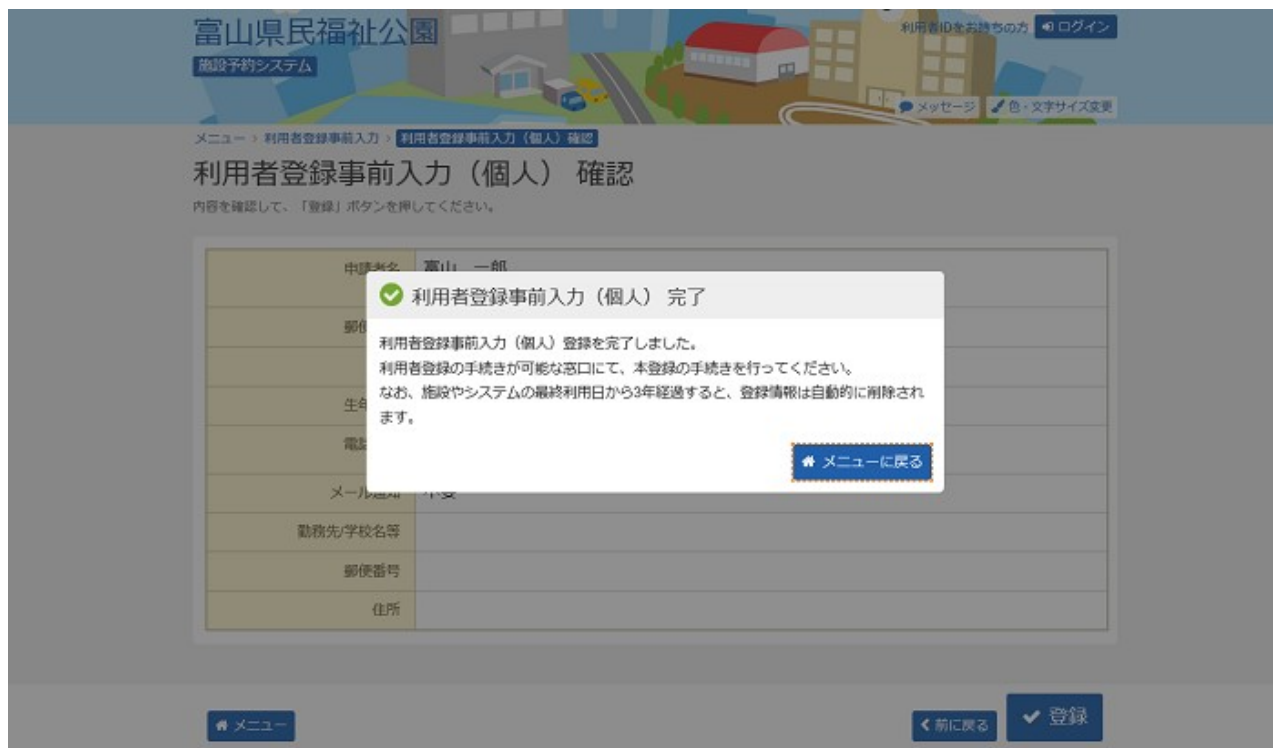 富山県民福祉公園
利用者IDをお持ちの方
ログイン
施設予約システム
メッセージ
色・文字サイズ変更
メニュー > 利用者登録事前入力 > 利用者登録事前入力（個人）確認
利用者登録事前入力（個人） 確認
内容を確認して、「登録」ボタンを押してください。
申請者名 富山 一郎
利用者登録事前入力（個人） 完了
利用者登録事前入力（個人）登録を完了しました。
利用者登録の手続きが可能な窓口にて、本登録の手続きを行ってください。
なお、施設やシステムの最終利用日から3年経過すると、登録情報は自動的に削除され
ます。
メニューに戻る
メール通知 不要
勤務先/学校名等
郵便番号
住所
メニュー
前に戻る
登録